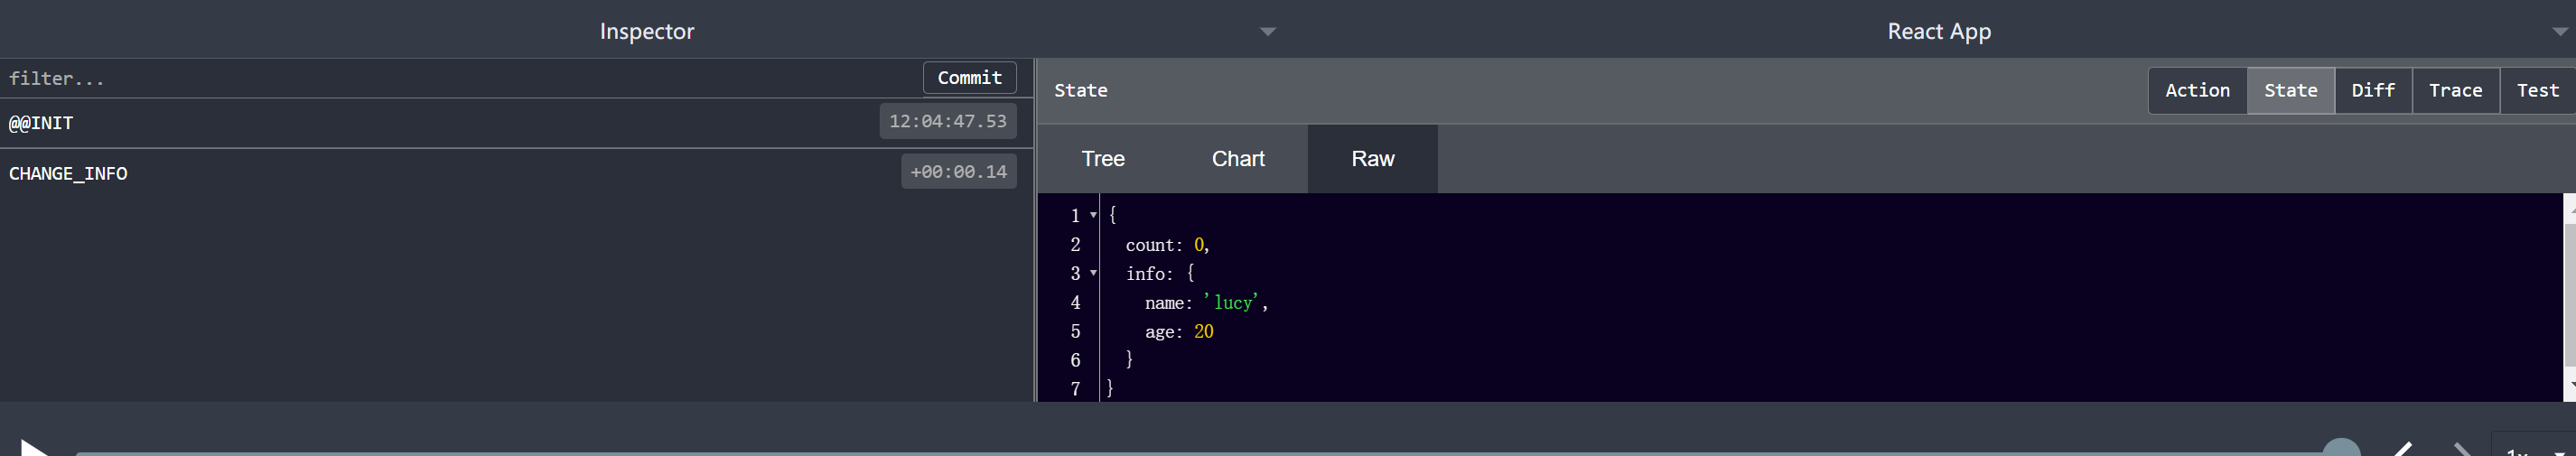 Inspector
React App
filter...
Commit
@@INIT
12:04:47.53
CHANGE_INFO
+00:00.14
State
Action
State
Diff
Trace
Test
Tree
Chart
Raw
1 {
2 count: 0,
3 info: {
4 name: 'lucy',
5 age: 20
6 }
7 }